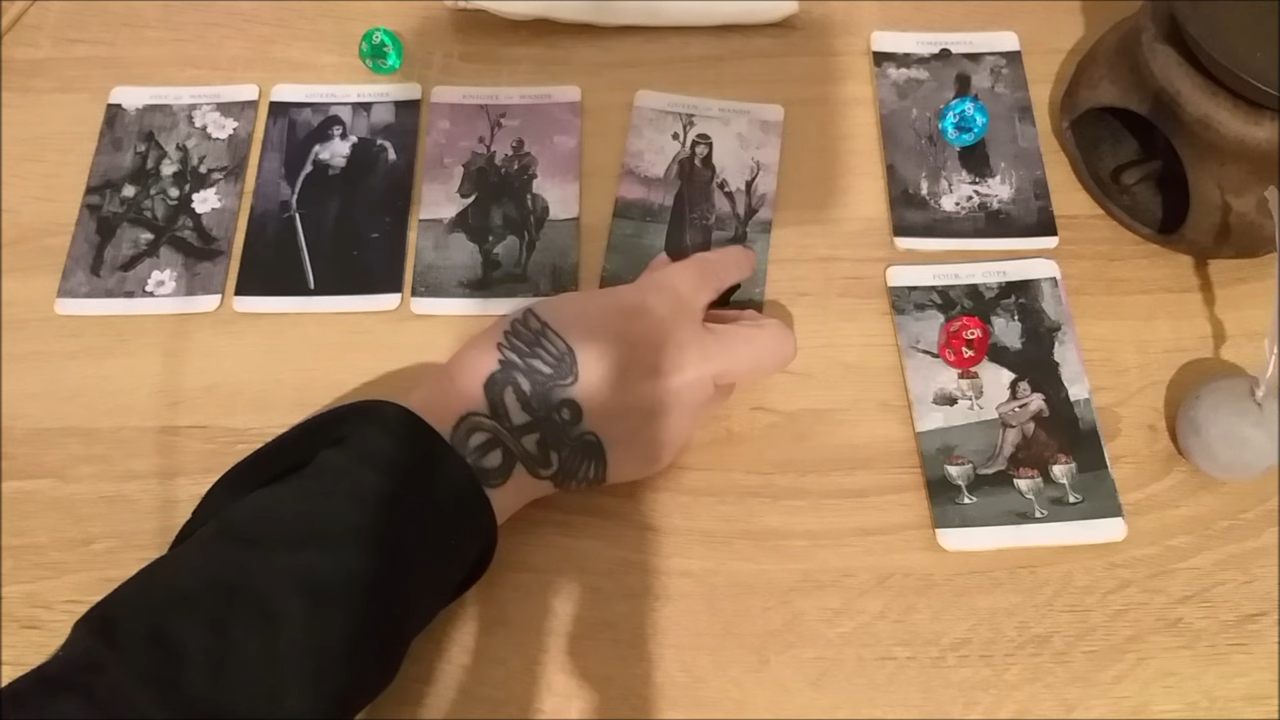 FIVE OF WANDS
QUEEN OF BLADES
KNIGHT OF WANDS
QUEEN OF WANDS
TEMPERANCE
FOUR OF CUPS